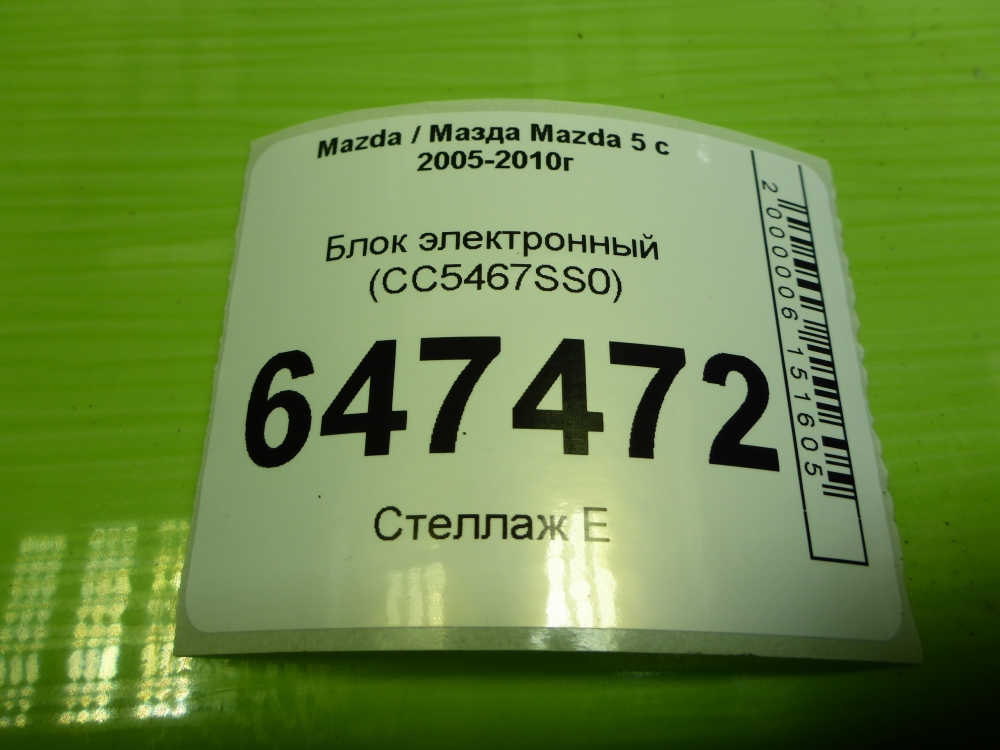 Mazda / Мазда Mazda 5 с
2005-2010г
Блок электронный
(CC5467SS0)
647472
Стеллаж Е
2000006151605